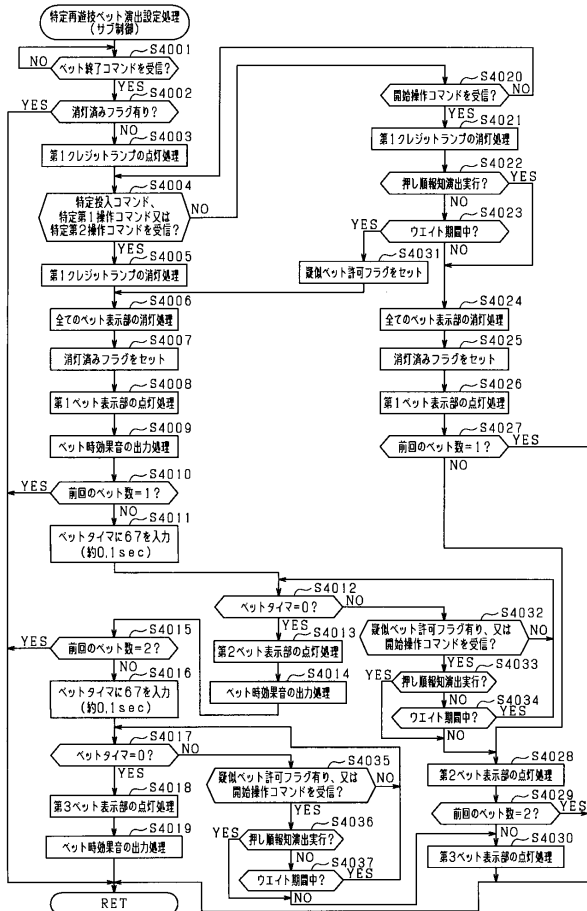 特定再遊技ベット演出設定処理
(サブ制御)
S4001
ベット終了コマンドを受信?
NO
YES
S4002
消灯済みフラグ有り?
YES
NO
S4003
第1クレジットランプの点灯処理
S4004
特定投入コマンド、
特定第1操作コマンド又は
特定第2操作コマンドを受信?
NO
YES
S4005
第1クレジットランプの消灯処理
S4006
全てのベット表示部の消灯処理
S4007
消灯済みフラグをセット
S4008
第1ベット表示部の点灯処理
S4009
ベット時効果音の出力処理
S4010
前回のベット数=1?
YES
NO
S4011
ベットタイマに67を入力
(約0.1sec)
S4012
ベットタイマ=0?
NO
YES
S4013
第2ベット表示部の点灯処理
S4014
ベット時効果音の出力処理
S4015
前回のベット数=2?
YES
NO
S4016
ベットタイマに67を入力
(約0.1sec)
S4017
ベットタイマ=0?
NO
YES
S4018
第3ベット表示部の点灯処理
S4019
ベット時効果音の出力処理
RET
S4020
開始操作コマンドを受信?
NO
YES
S4021
第1クレジットランプの消灯処理
S4022
押し順報知演出実行?
YES
NO
S4023
ウエイト期間中?
YES
NO
S4031
疑似ベット許可フラグをセット
S4024
全てのベット表示部の消灯処理
S4025
消灯済みフラグをセット
S4026
第1ベット表示部の点灯処理
S4027
前回のベット数=1?
YES
NO
S4032
疑似ベット許可フラグ有り、又は
開始操作コマンドを受信?
NO
YES
S4033
押し順報知演出実行?
YES
NO
S4034
ウエイト期間中?
YES
NO
S4028
第2ベット表示部の点灯処理
S4029
前回のベット数=2?
YES
NO
S4030
第3ベット表示部の点灯処理
S4035
疑似ベット許可フラグ有り、又は
開始操作コマンドを受信?
NO
YES
S4036
押し順報知演出実行?
YES
NO
S4037
ウエイト期間中?
YES
NO